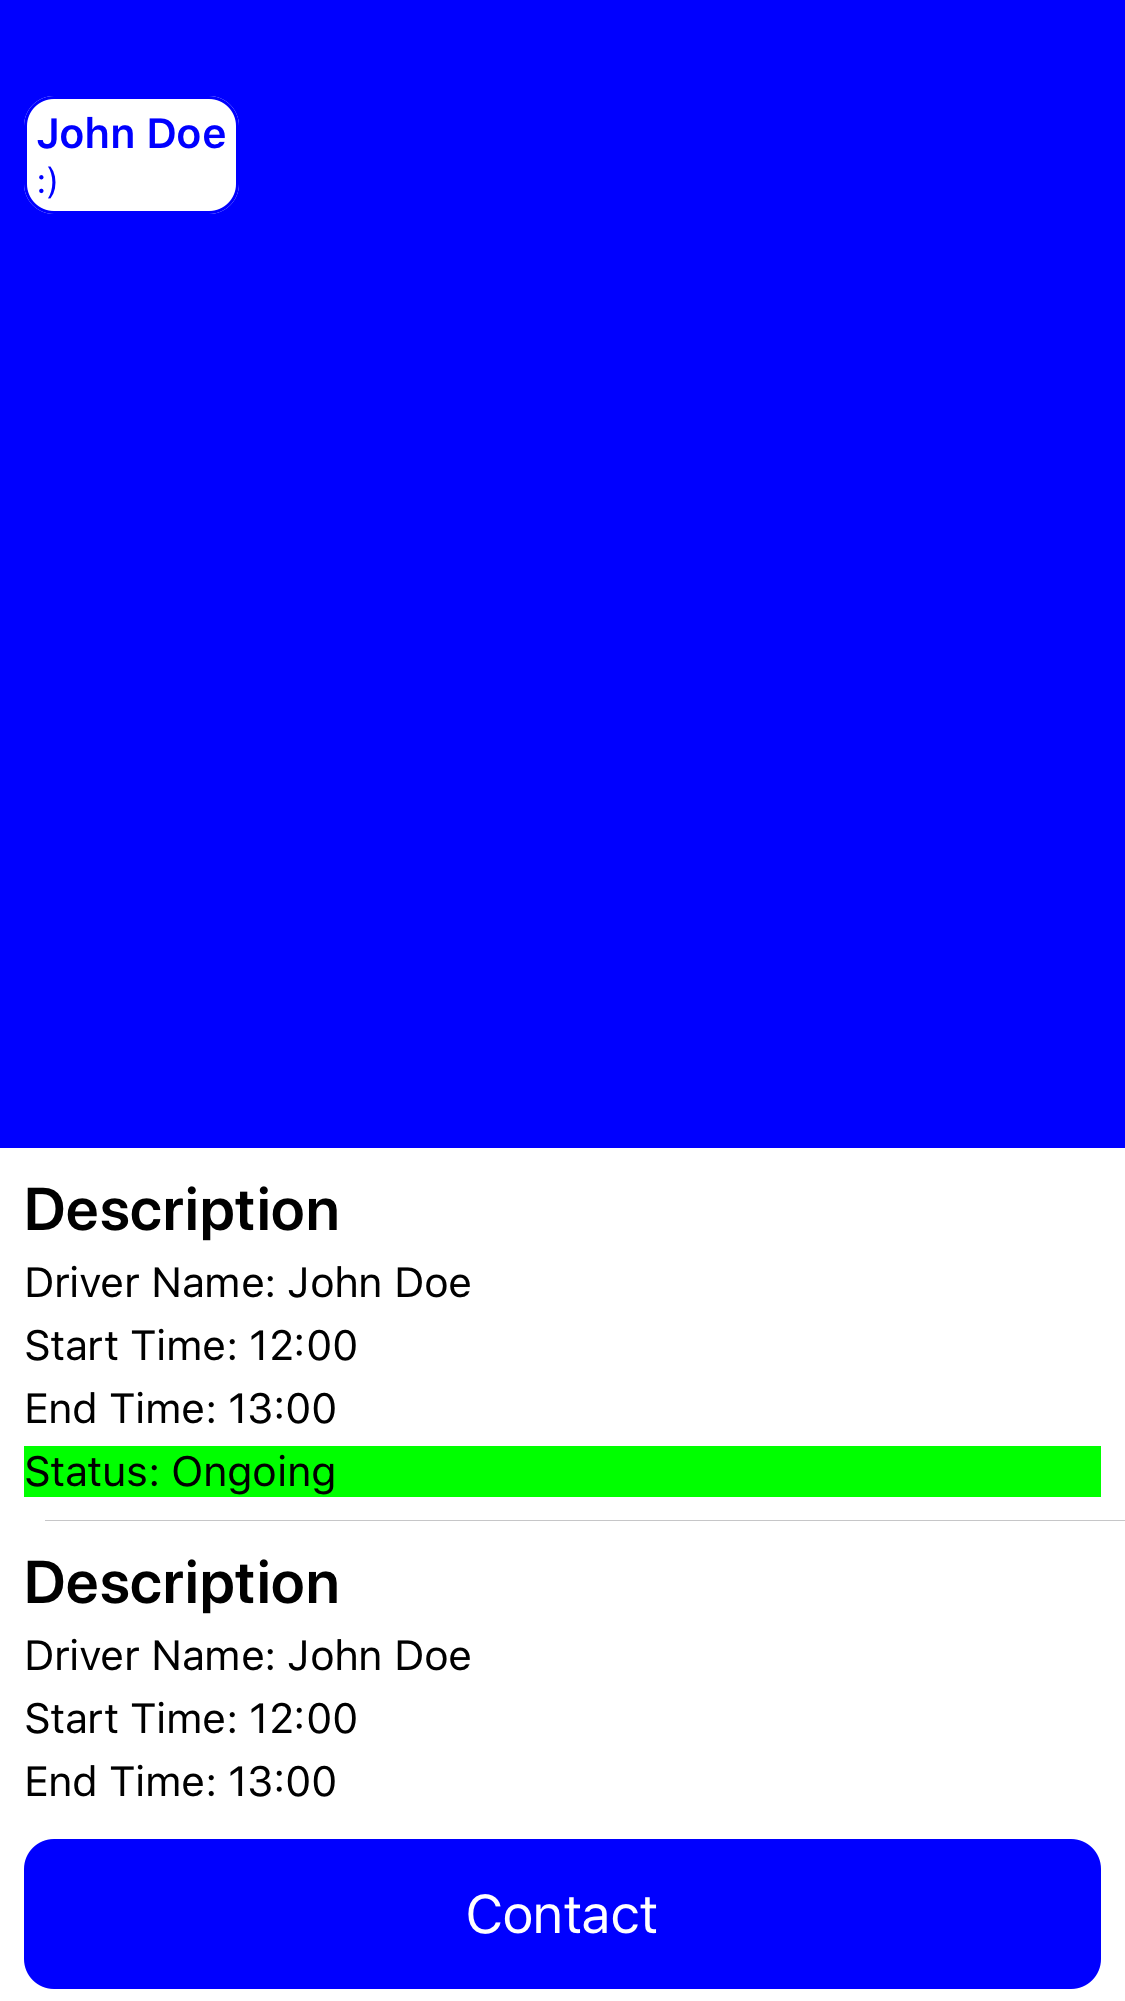 John Doe
:)
Description
Driver Name: John Doe
Start Time: 12:00
End Time: 13:00
Status: Ongoing
Description
Driver Name: John Doe
Start Time: 12:00
End Time: 13:00
Contact